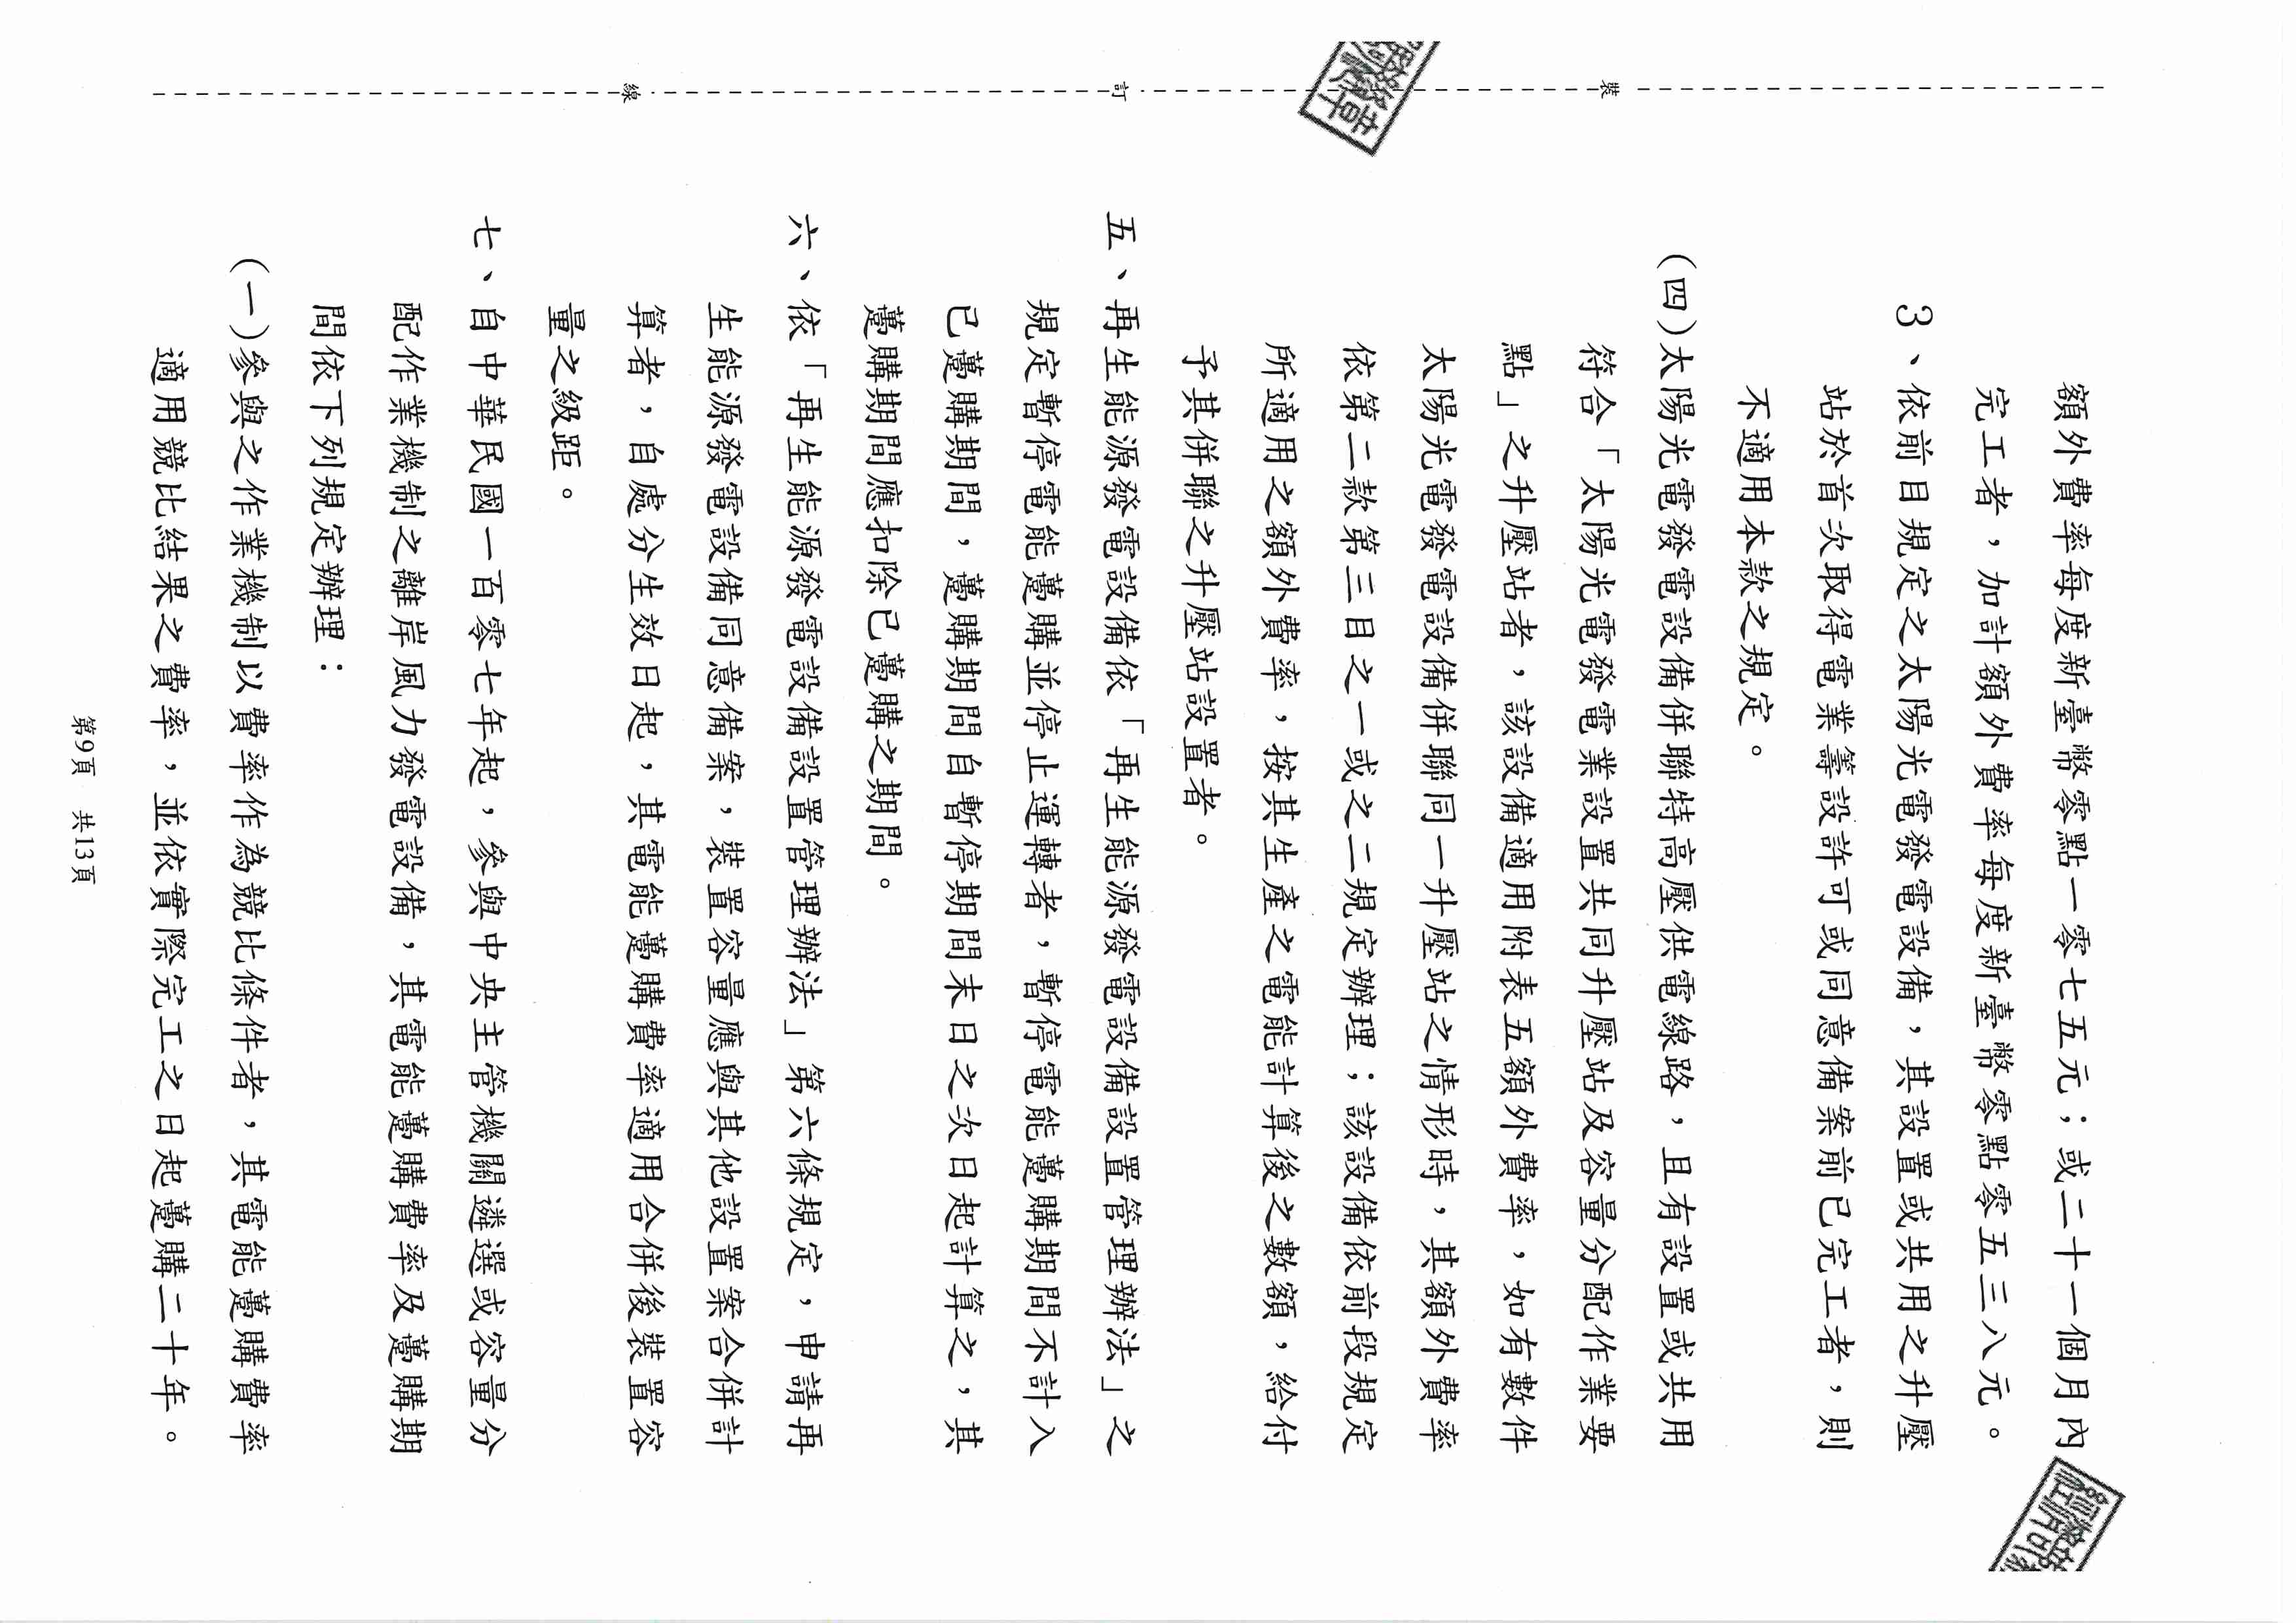 額外費率每度新臺幣零點一零七五元；或二十一個月內
完工者，加計額外費率每度新臺幣零點零五三八元。
3、依前目規定之太陽光電發電設備，其設置或共用之升壓
站於首次取得電業籌設許可或同意備案前已完工者，則
不適用本款之規定。
(四)太陽光電發電設備併聯特高壓供電線路，且有設置或共用
符合「太陽光電發電業設置共同升壓站及容量分配作業要
點」之升壓站者，該設備適用附表五額外費率，如有數件
太陽光電發電設備併聯同一升壓站之情形時，其額外費率
依第二款第三目之一或之二規定辦理；該設備依前段規定
所適用之額外費率，按其生產之電能計算後之數額，給付
予其併聯之升壓站設置者。
五、再生能源發電設備依「再生能源發電設備設置管理辦法」之
規定暫停電能躉購並停止運轉者，暫停電能躉購期間不計入
已躉購期間，躉購期間自暫停期間末日之次日起計算之，其
躉購期間應扣除已躉購之期間。
六、依「再生能源發電設備設置管理辦法」第六條規定，申請再
生能源發電設備同意備案，裝置容量應與其他設置案合併計
算者，自處分生效日起，其電能躉購費率適用合併後裝置容
量之級距。
七、自中華民國一百零七年起，參與中央主管機關遴選或容量分
配作業機制之離岸風力發電設備，其電能躉購費率及躉購期
間依下列規定辦理：
(一)參與之作業機制以費率作為競比條件者，其電能躉購費率
適用競比結果之費率，並依實際完工之日起躉購二十年。
第9頁　共13頁
裝
訂
線
經濟部
章